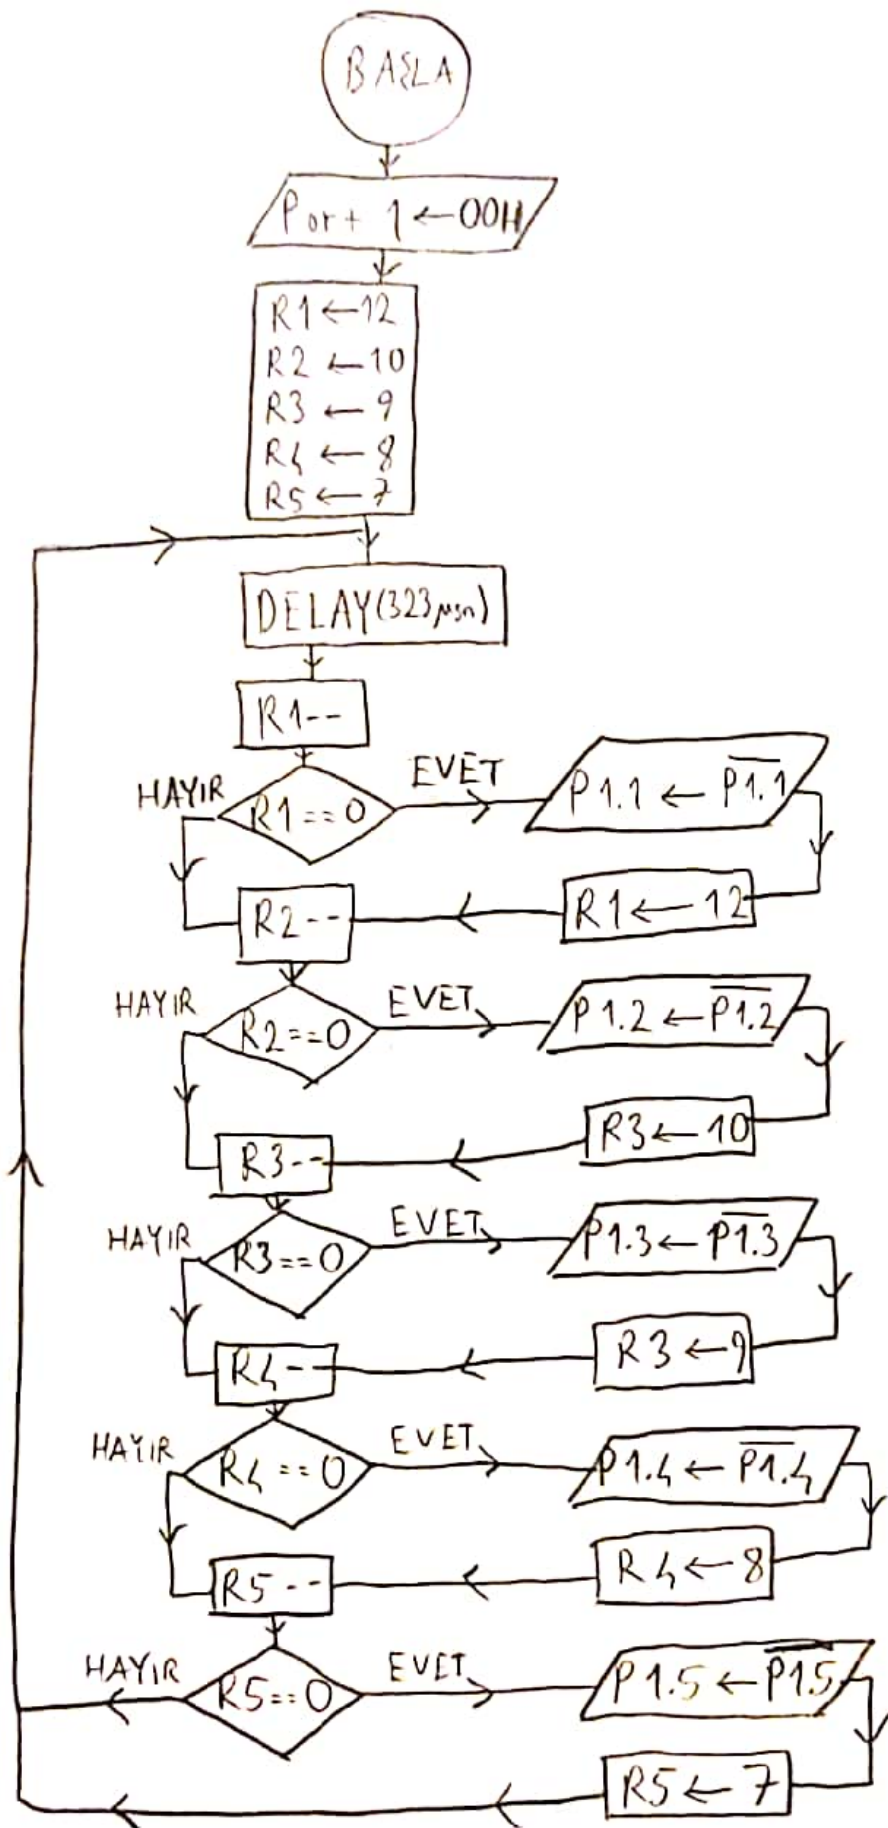 BAŞLA
Port 1 ← 00H
R1 ← 12
R2 ← 10
R3 ← 9
R4 ← 8
R5 ← 7
DELAY(323 μsn)
R1--
HAYIR
R1==0
EVET
P1.1 ← P1.1̅
R1 ← 12
R2--
HAYIR
R2==0
EVET
P1.2 ← P1.2̅
R3 ← 10
R3--
HAYIR
R3==0
EVET
P1.3 ← P1.3̅
R3 ← 9
R4--
HAYIR
R4==0
EVET
P1.4 ← P1.4̅
R4 ← 8
R5--
HAYIR
R5==0
EVET
P1.5 ← P1.5̅
R5 ← 7